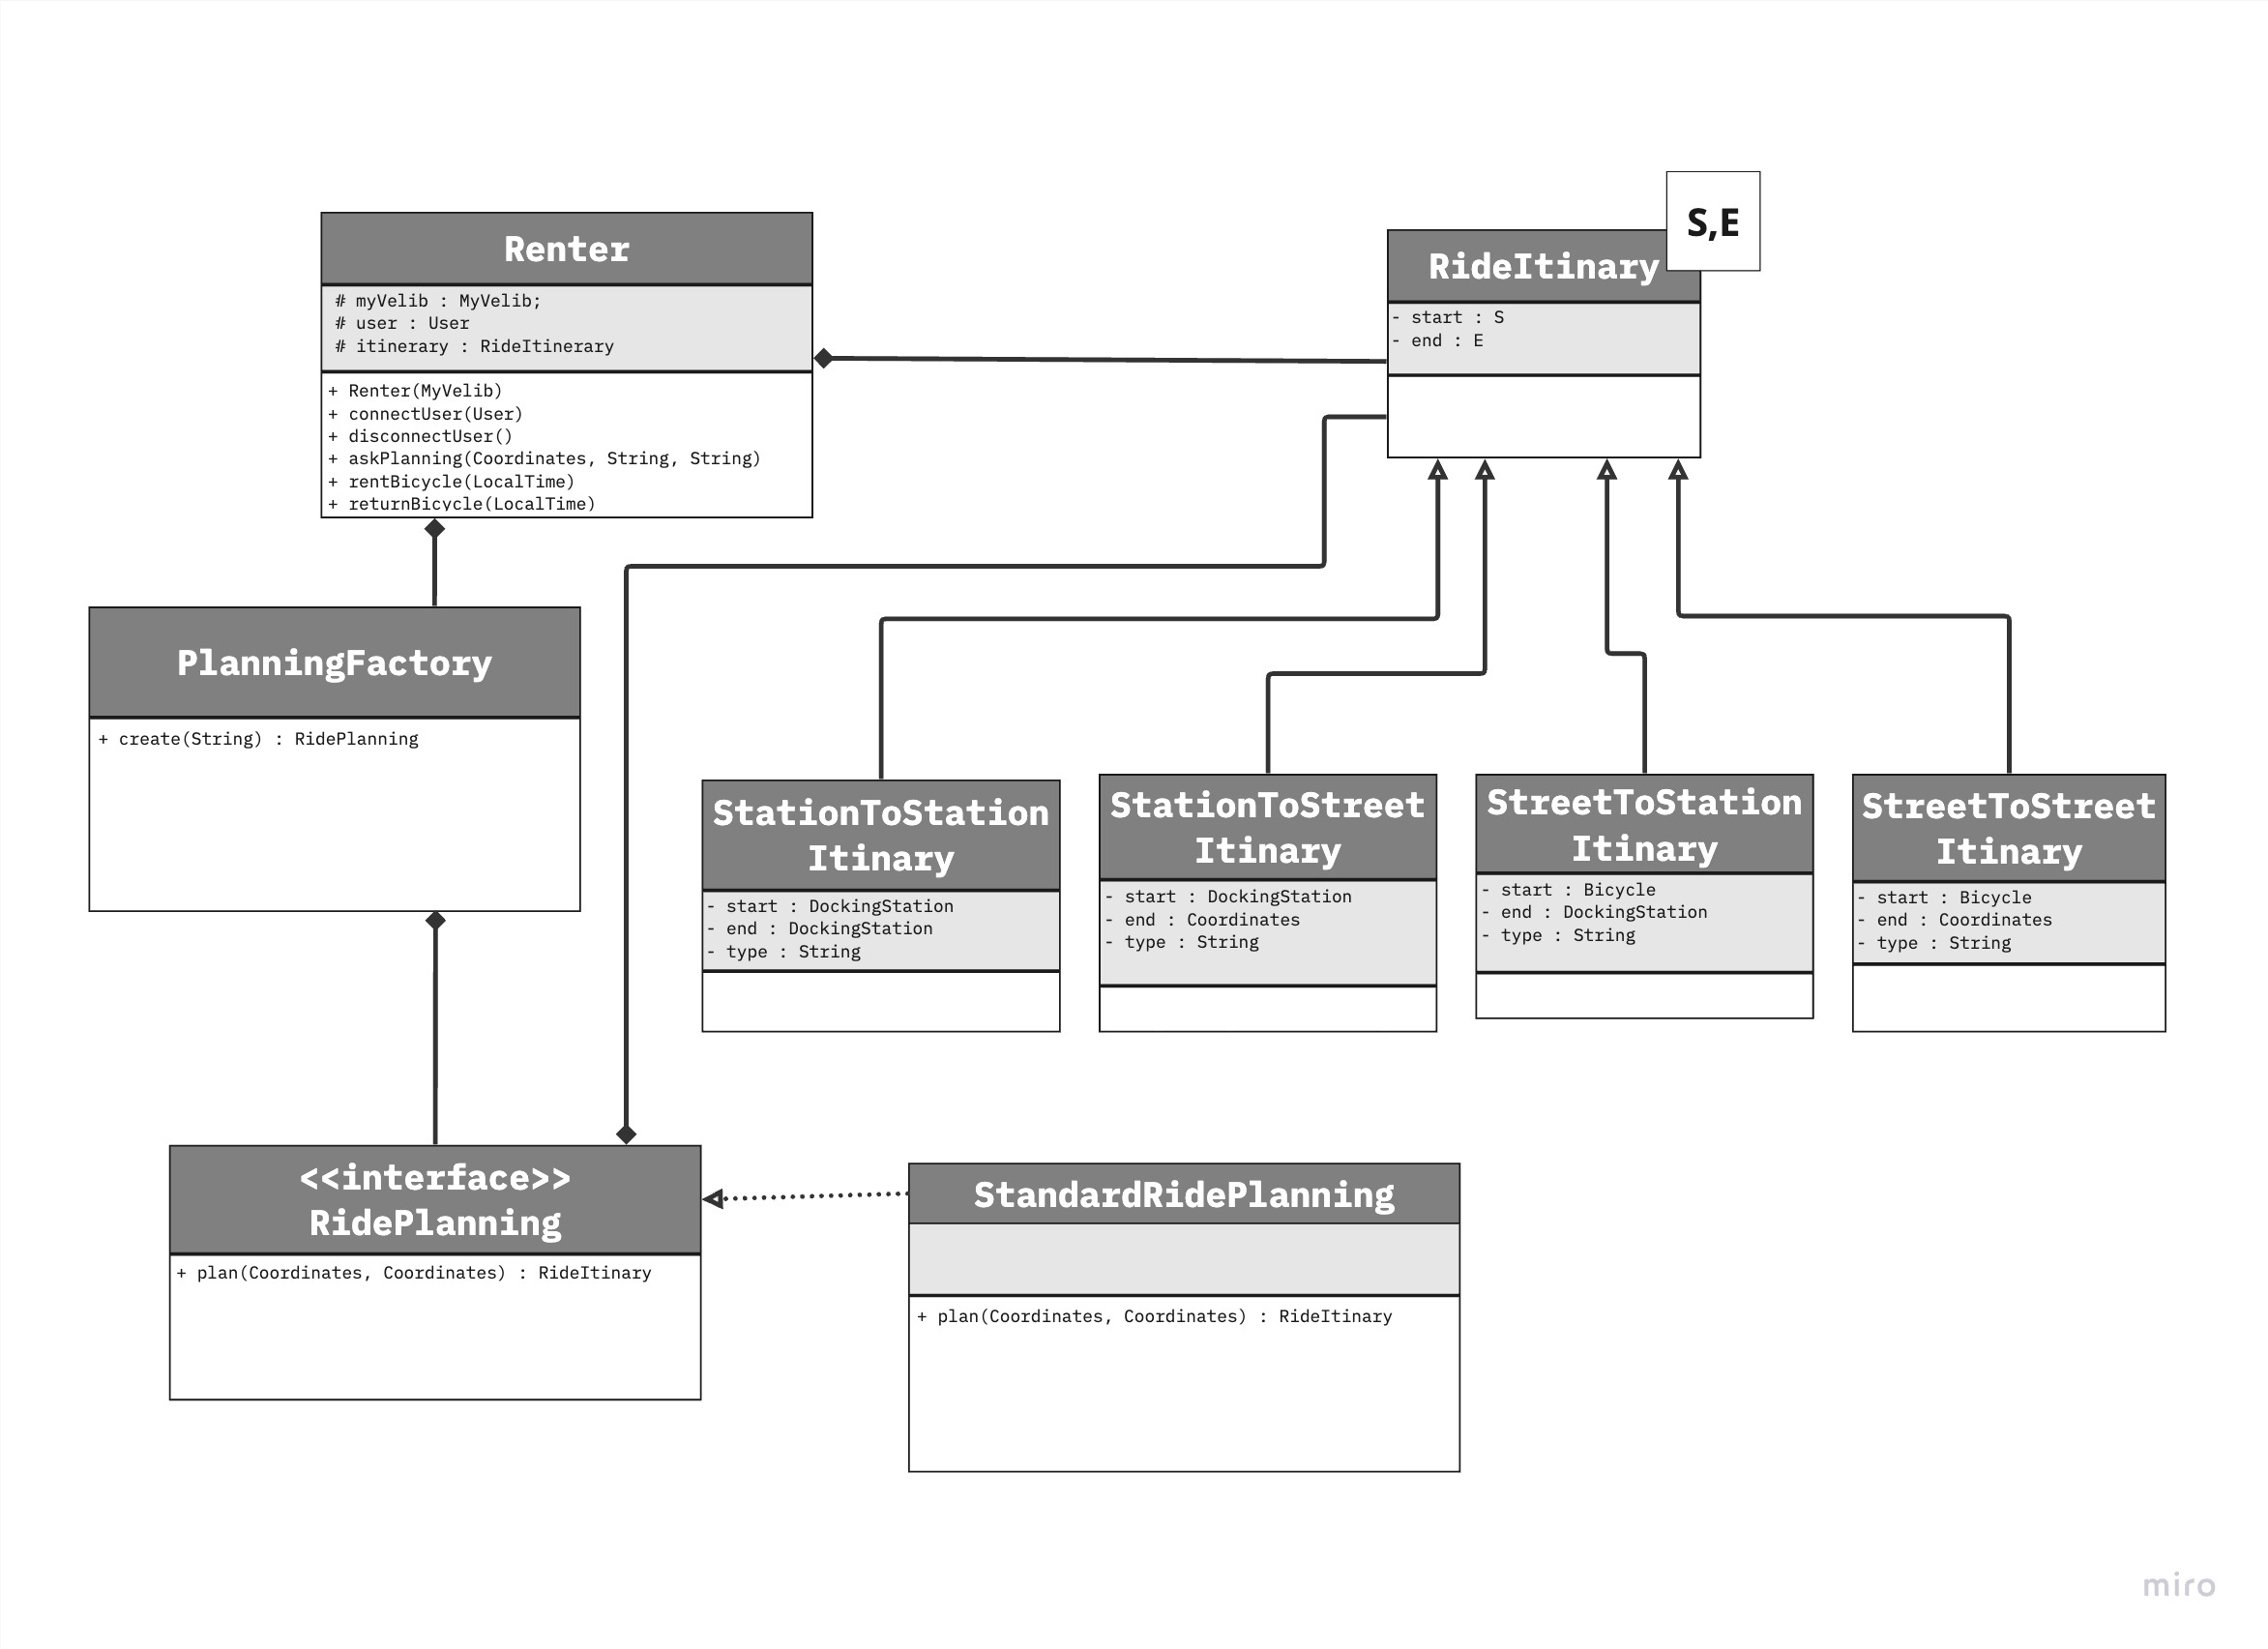 S,E
Renter
# myVelib : MyVelib;
# user : User
# itinerary : RideItinerary
+ Renter(MyVelib)
+ connectUser(User)
+ disconnectUser()
+ askPlanning(Coordinates, String, String)
+ rentBicycle(LocalTime)
+ returnBicycle(LocalTime)
RideItinary
- start : S
- end : E
PlanningFactory
+ create(String) : RidePlanning
StationToStation
Itinary
- start : DockingStation
- end : DockingStation
- type : String
StationToStreet
Itinary
- start : DockingStation
- end : Coordinates
- type : String
StreetToStation
Itinary
- start : Bicycle
- end : DockingStation
- type : String
StreetToStreet
Itinary
- start : Bicycle
- end : Coordinates
- type : String
<<interface>>
RidePlanning
+ plan(Coordinates, Coordinates) : RideItinary
StandardRidePlanning
+ plan(Coordinates, Coordinates) : RideItinary
miro